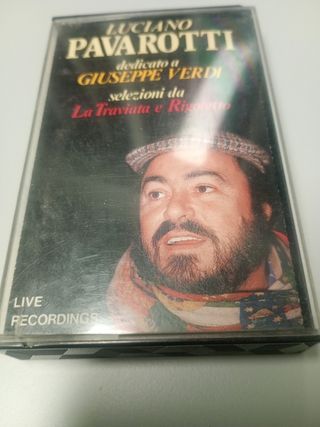 LUCIANO
PAVAROTTI
dedicato a
GIUSEPPE VERDI
selezioni da
La Traviata e Rigoletto
LIVE
RECORDINGS